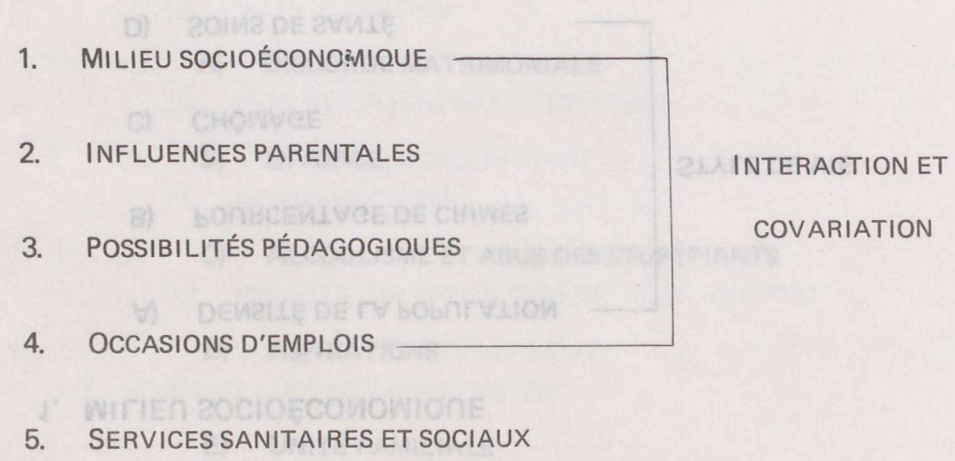 1. MILIEU SOCIOÉCONOMIQUE
2. INFLUENCES PARENTALES
INTERACTION ET
COVARIATION
3. POSSIBILITÉS PÉDAGOGIQUES
4. OCCASIONS D'EMPLOIS
5. SERVICES SANITAIRES ET SOCIAUX